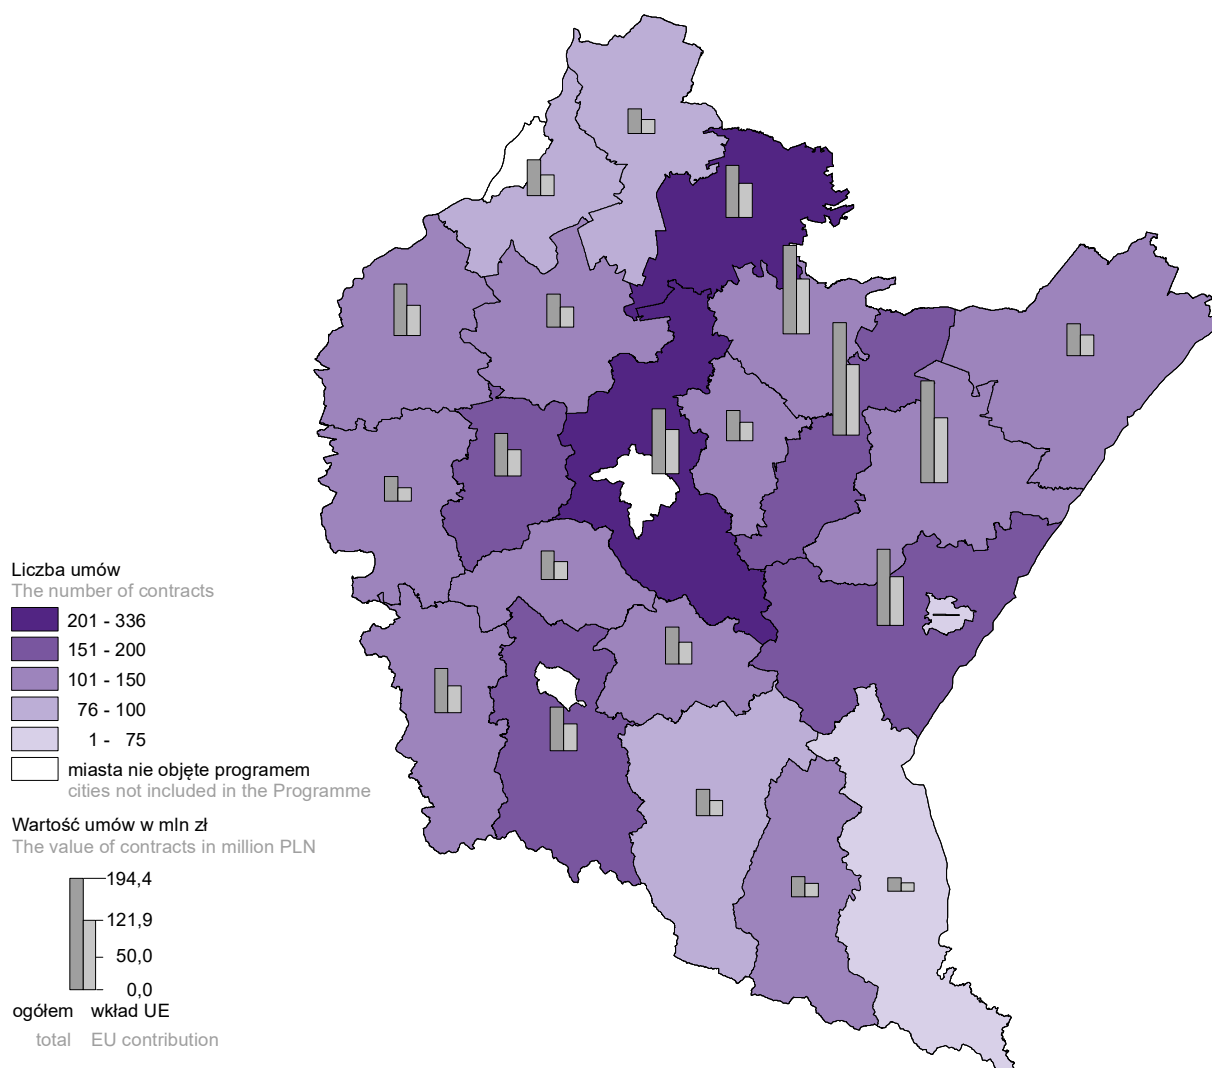 Liczba umów
The number of contracts
201 - 336
151 - 200
101 - 150
76 - 100
1 - 75
miasta nie objęte programem
cities not included in the Programme
Wartość umów w mln zł
The value of contracts in million PLN
194,4
121,9
50,0
0,0
ogółem wkład UE
total EU contribution